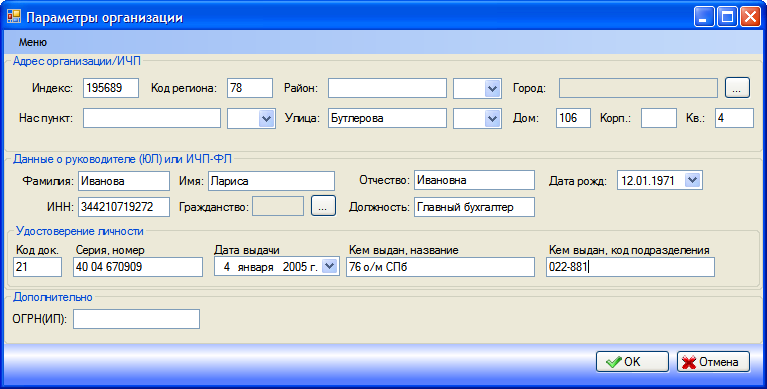 Параметры организации
Меню
Адрес организации/ИЧП
Индекс: 195689 Код региона: 78 Район: Город: ...
Нас пункт: Улица: Бутлерова Дом: 106 Корп.: Кв.: 4
Данные о руководителе (ЮЛ) или ИЧП-ФЛ
Фамилия: Иванова Имя: Лариса Отчество: Ивановна Дата рожд: 12.01.1971
ИНН: 344210719272 Гражданство: ... Должность: Главный бухгалтер
Удостоверение личности
Код док. Серия, номер Дата выдачи Кем выдан, название Кем выдан, код подразделения
21 40 04 670909 4 января 2005 г. 76 о/м СПб 022-881
Дополнительно
ОГРН(ИП):
OK Отмена